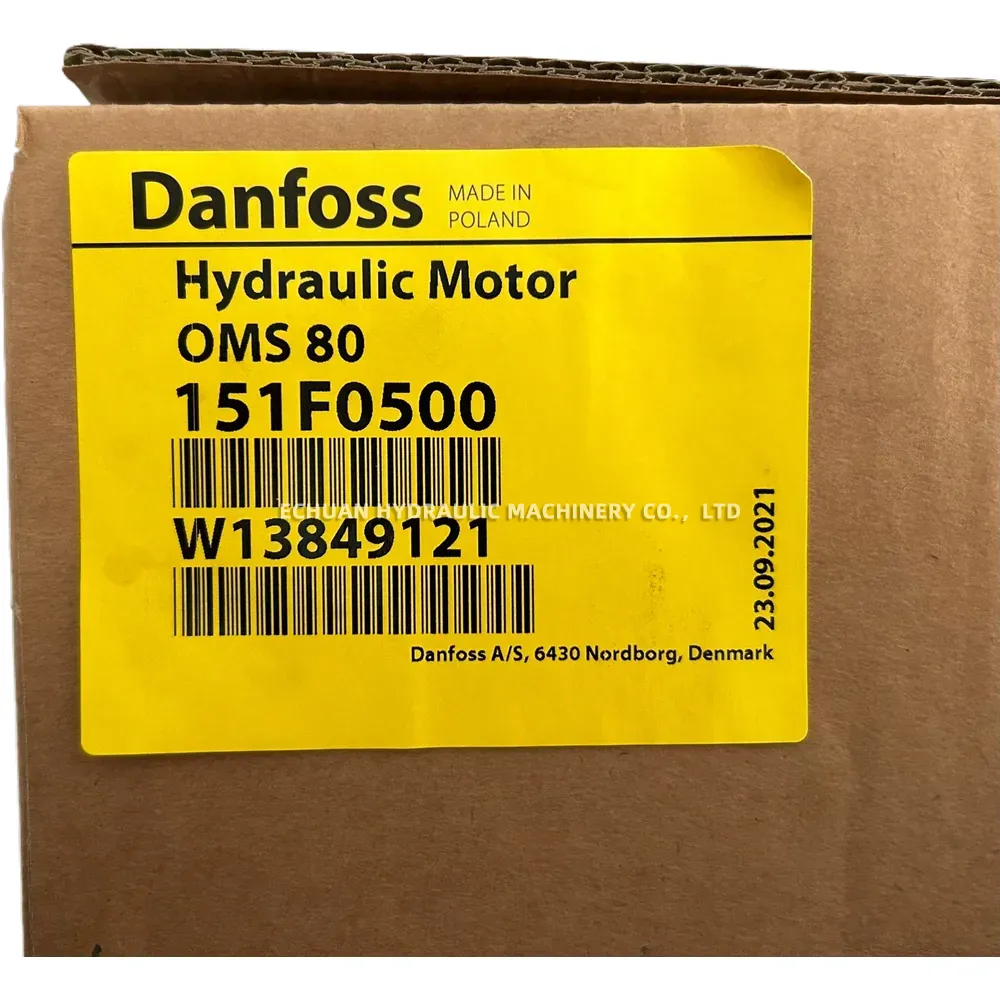 Danfoss
MADE IN
POLAND
Hydraulic Motor
OMS 80
151F0500
ECHUAN HYDRAULIC MACHINERY CO., LTD
W13849121
23.09.2021
Danfoss A/S, 6430 Nordborg, Denmark